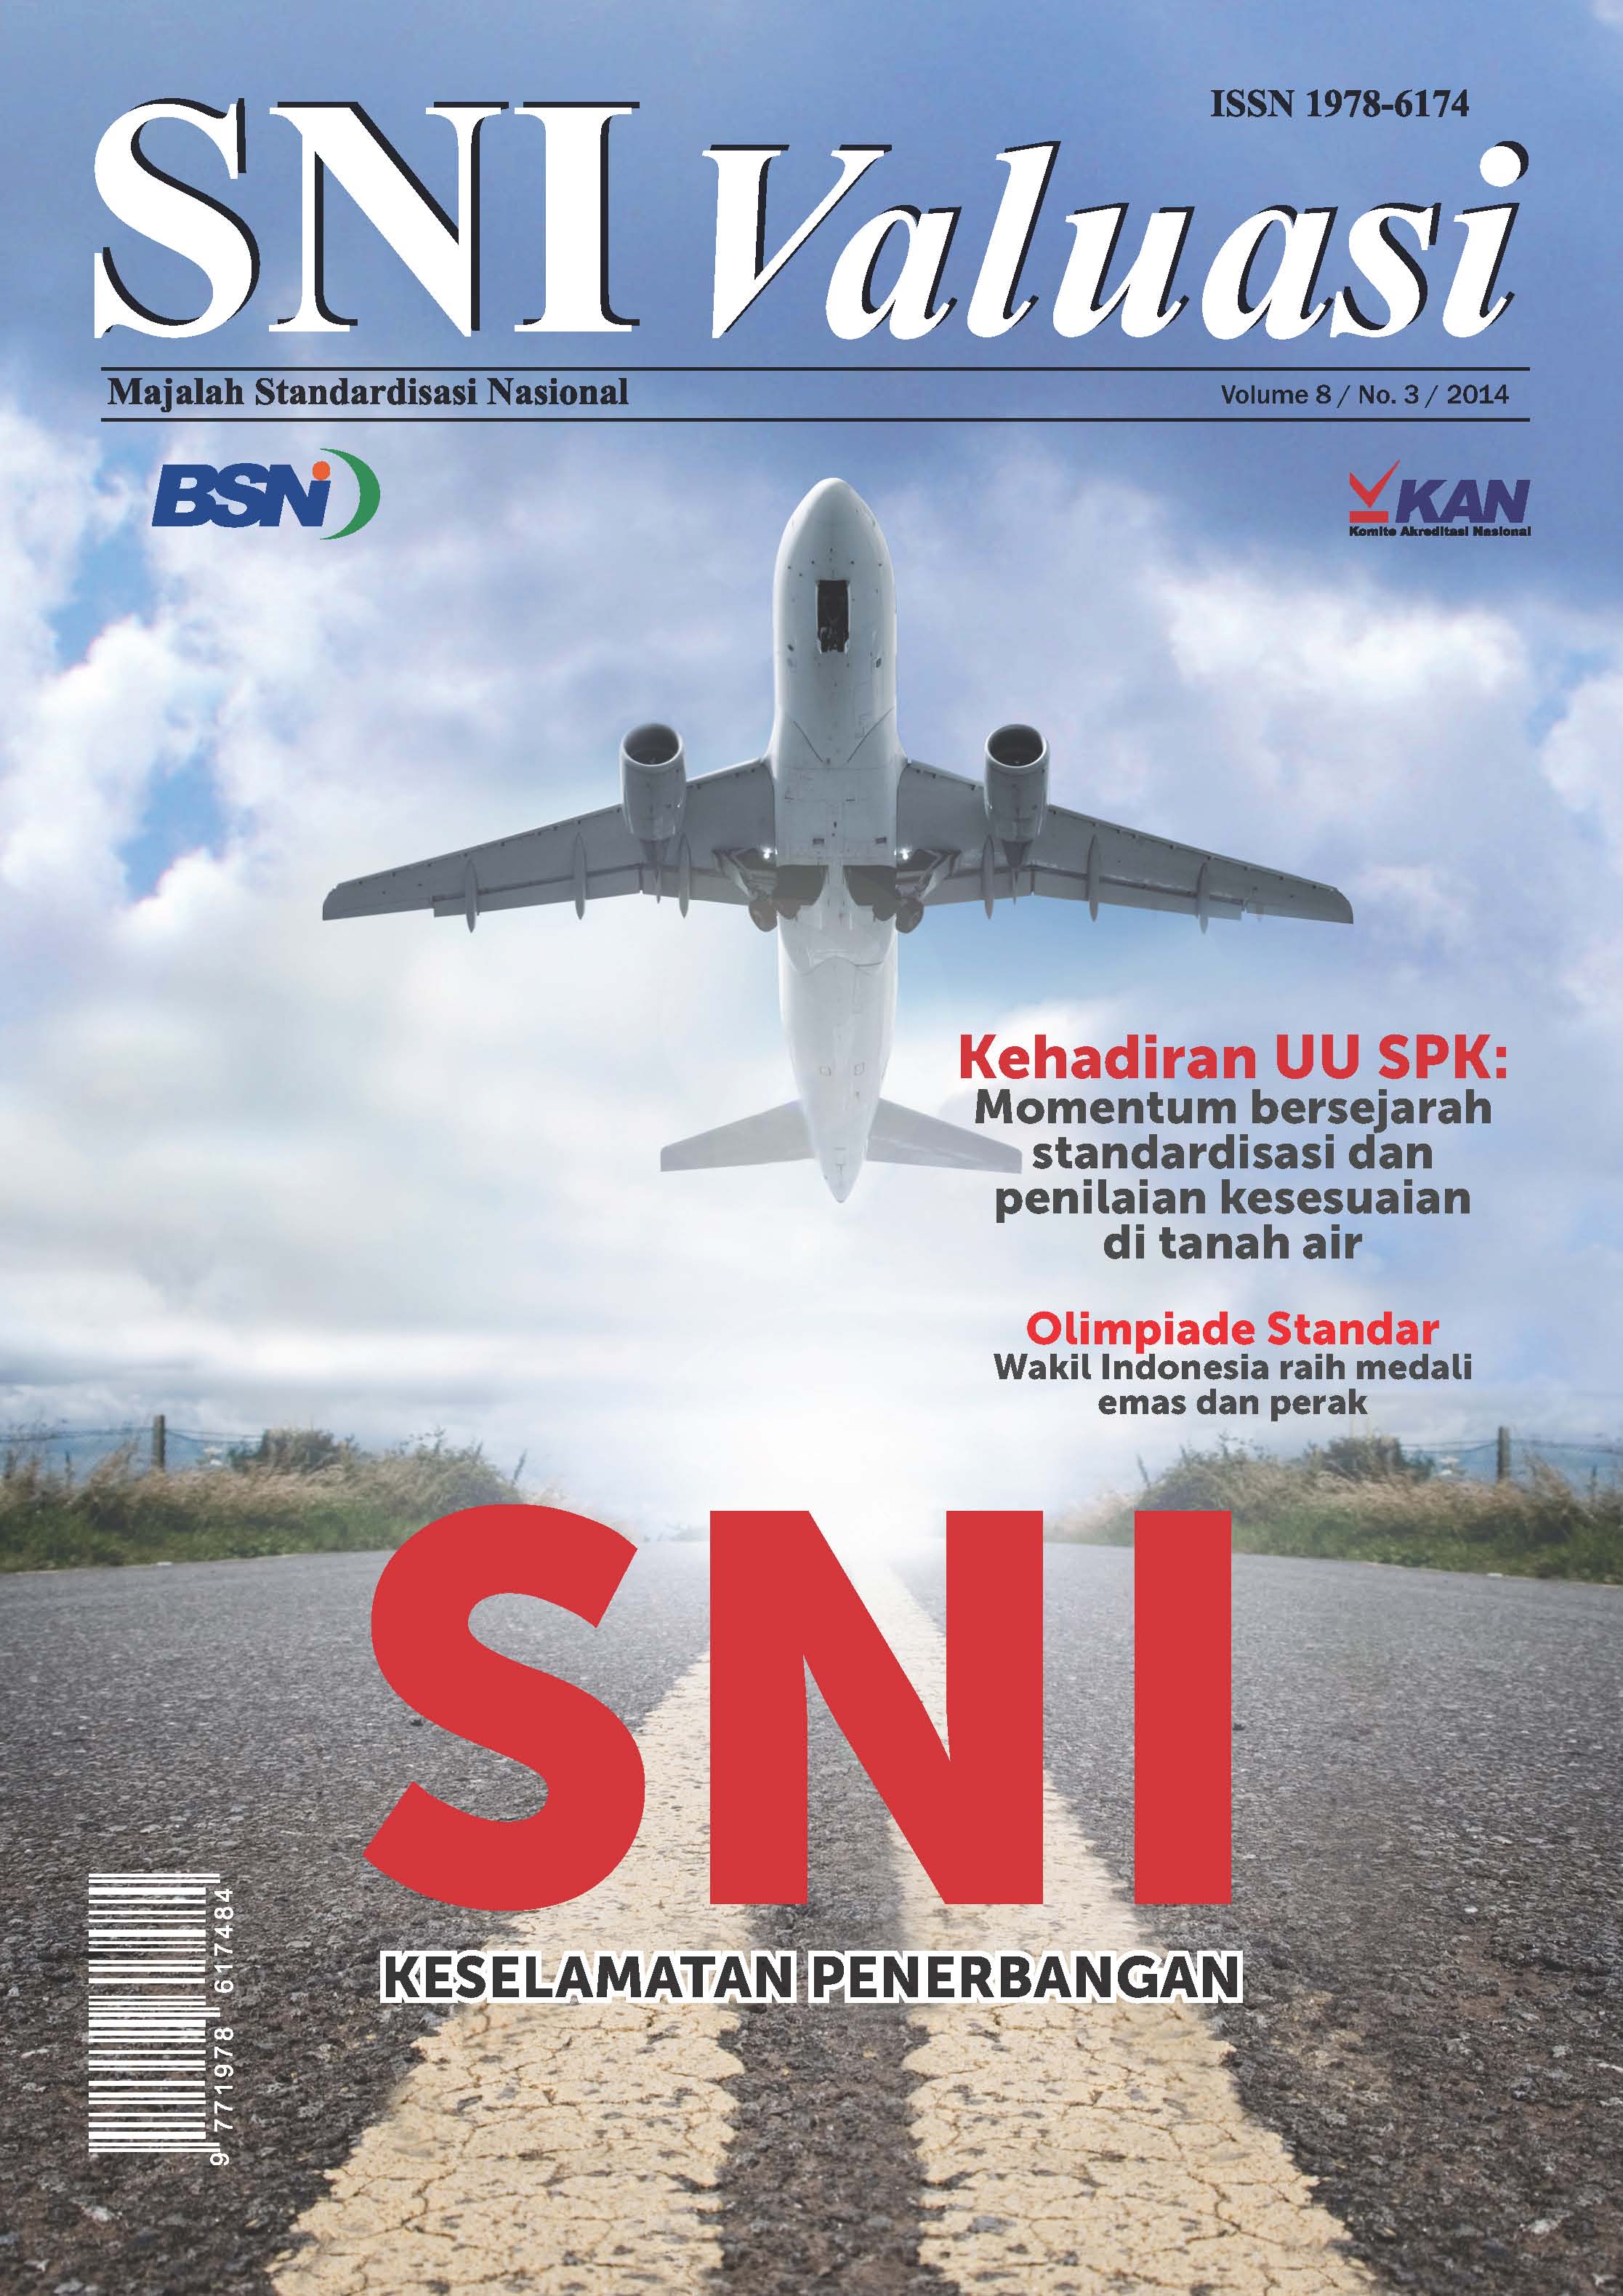 ISSN 1978-6174
SNI Valuasi
Majalah Standardisasi Nasional
Volume 8 / No. 3 / 2014
BSN
KAN
Komite Akreditasi Nasional
Kehadiran UU SPK:
Momentum bersejarah
standardisasi dan
penilaian kesesuaian
di tanah air
Olimpiade Standar
Wakil Indonesia raih medali
emas dan perak
SNI
KESELAMATAN PENERBANGAN
9 771978 617484